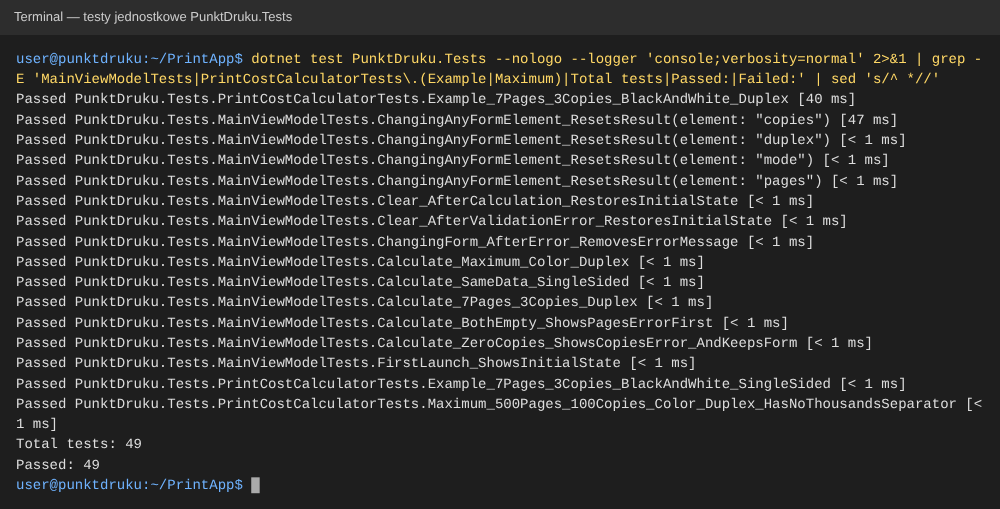 Terminal — testy jednostkowe PunktDruku.Tests
user@punktdruku:~/PrintApp$ dotnet test PunktDruku.Tests --nologo --logger 'console;verbosity=normal' 2>&1 | grep -
E 'MainViewModelTests|PrintCostCalculatorTests\.(Example|Maximum)|Total tests|Passed:|Failed:' | sed 's/^ *//'
Passed PunktDruku.Tests.PrintCostCalculatorTests.Example_7Pages_3Copies_BlackAndWhite_Duplex [40 ms]
Passed PunktDruku.Tests.MainViewModelTests.ChangingAnyFormElement_ResetsResult(element: "copies") [47 ms]
Passed PunktDruku.Tests.MainViewModelTests.ChangingAnyFormElement_ResetsResult(element: "duplex") [< 1 ms]
Passed PunktDruku.Tests.MainViewModelTests.ChangingAnyFormElement_ResetsResult(element: "mode") [< 1 ms]
Passed PunktDruku.Tests.MainViewModelTests.ChangingAnyFormElement_ResetsResult(element: "pages") [< 1 ms]
Passed PunktDruku.Tests.MainViewModelTests.Clear_AfterCalculation_RestoresInitialState [< 1 ms]
Passed PunktDruku.Tests.MainViewModelTests.Clear_AfterValidationError_RestoresInitialState [< 1 ms]
Passed PunktDruku.Tests.MainViewModelTests.ChangingForm_AfterError_RemovesErrorMessage [< 1 ms]
Passed PunktDruku.Tests.MainViewModelTests.Calculate_Maximum_Color_Duplex [< 1 ms]
Passed PunktDruku.Tests.MainViewModelTests.Calculate_SameData_SingleSided [< 1 ms]
Passed PunktDruku.Tests.MainViewModelTests.Calculate_7Pages_3Copies_Duplex [< 1 ms]
Passed PunktDruku.Tests.MainViewModelTests.Calculate_BothEmpty_ShowsPagesErrorFirst [< 1 ms]
Passed PunktDruku.Tests.MainViewModelTests.Calculate_ZeroCopies_ShowsCopiesError_AndKeepsForm [< 1 ms]
Passed PunktDruku.Tests.MainViewModelTests.FirstLaunch_ShowsInitialState [< 1 ms]
Passed PunktDruku.Tests.PrintCostCalculatorTests.Example_7Pages_3Copies_BlackAndWhite_SingleSided [< 1 ms]
Passed PunktDruku.Tests.PrintCostCalculatorTests.Maximum_500Pages_100Copies_Color_Duplex_HasNoThousandsSeparator [<
1 ms]
Total tests: 49
Passed: 49
user@punktdruku:~/PrintApp$